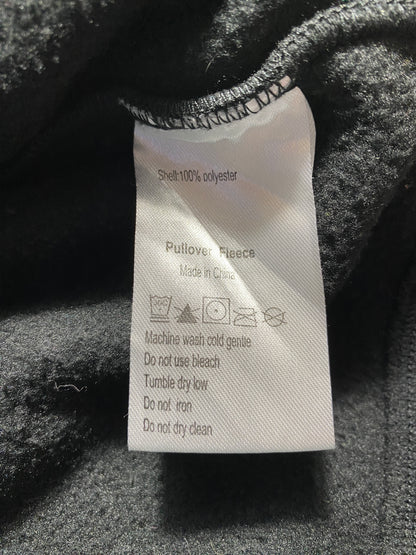 Shell:100% polyester
Pullover Fleece
Made in China
Machine wash cold gentle
Do not use bleach
Tumble dry low
Do not iron
Do not dry clean